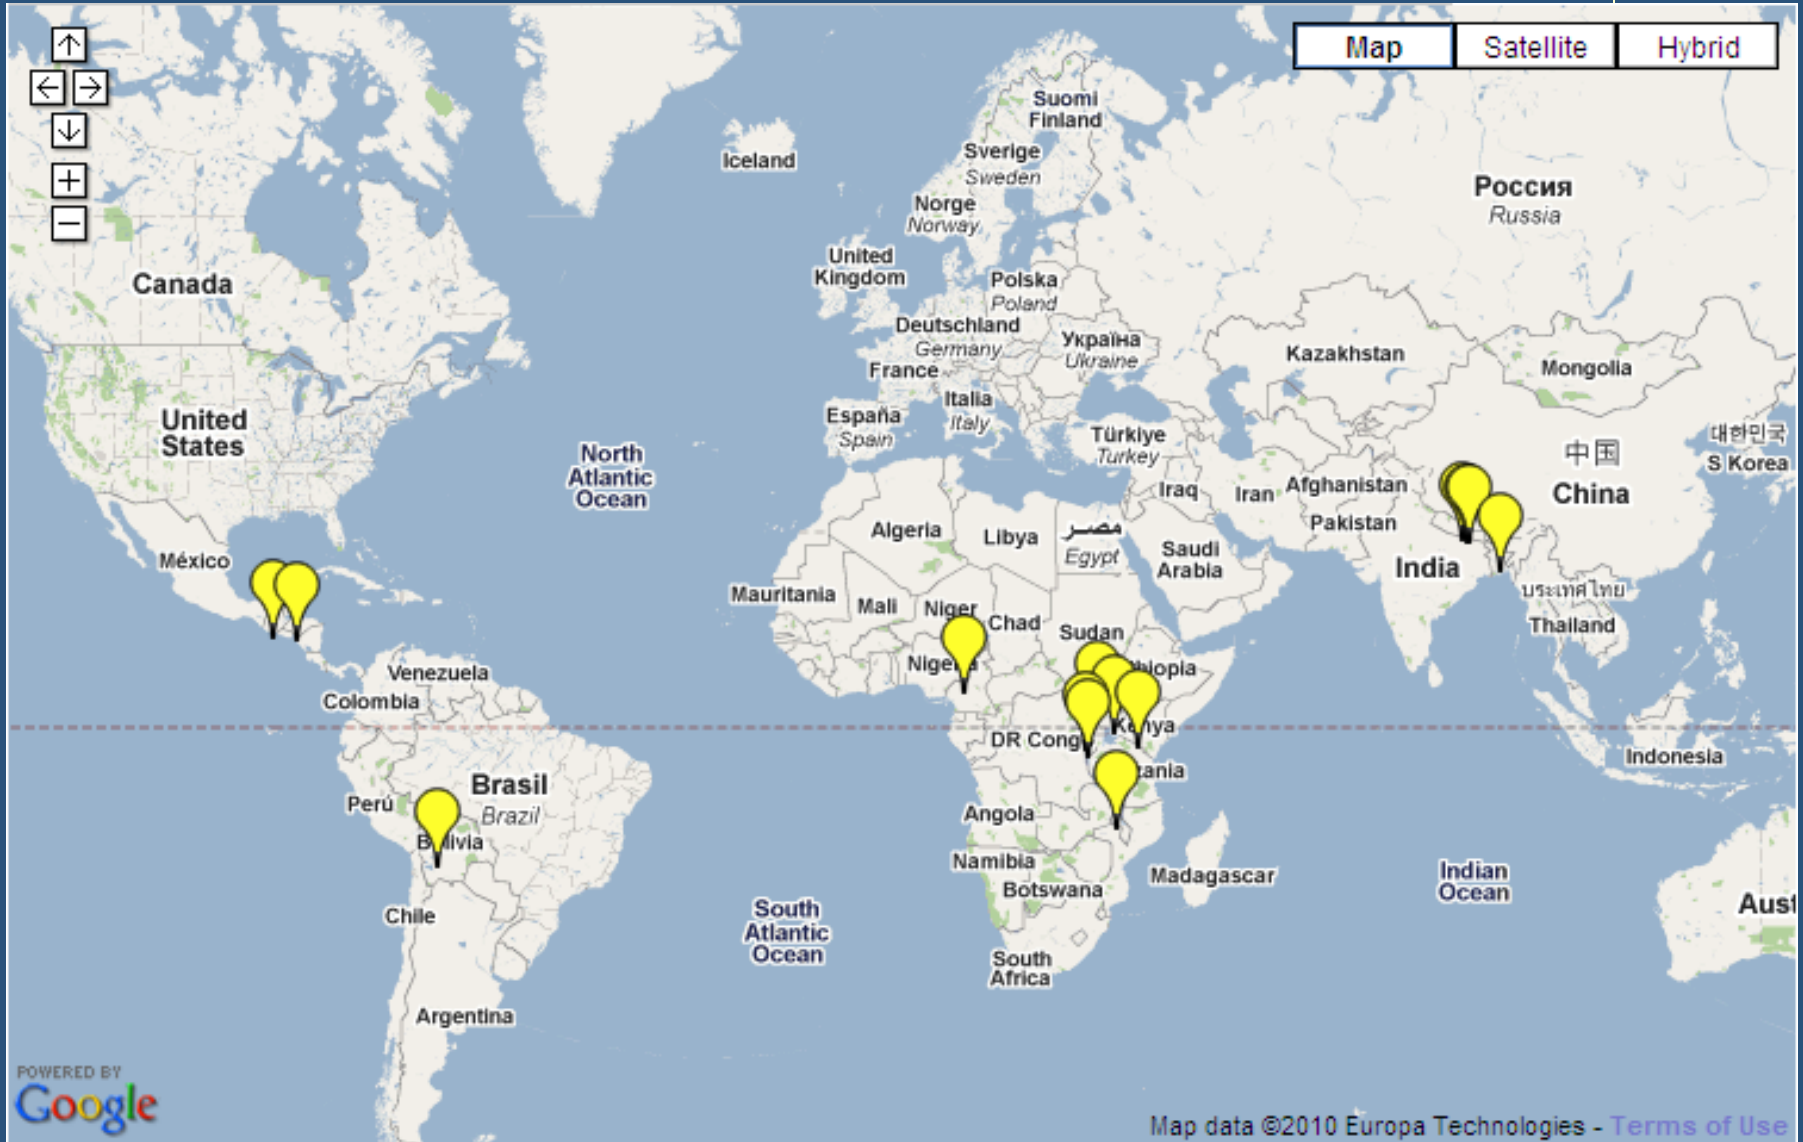 Map
Satellite
Hybrid
Suomi
Finland
Iceland
Sverige
Sweden
Россия
Russia
Norge
Norway
United
Kingdom
Canada
Polska
Poland
Deutschland
Germany
Україна
Ukraine
France
Kazakhstan
Mongolia
Italia
Italy
España
Spain
United
States
Türkiye
Turkey
대한민국
S Korea
中国
China
North
Atlantic
Ocean
Iraq
Iran
Afghanistan
Pakistan
Algeria
Libya
مصر
Egypt
Saudi
Arabia
México
India
ประเทศไทย
Thailand
Mauritania
Mali
Niger
Chad
Sudan
Nige
hiopia
Venezuela
Colombia
DR Cong
Kenya
Indonesia
tania
Brasil
Brazil
Perú
Bolivia
Angola
Namibia
Botswana
Madagascar
Indian
Ocean
Chile
South
Atlantic
Ocean
Aust
South
Africa
Argentina
POWERED BY
Google
Map data ©2010 Europa Technologies - Terms of Use